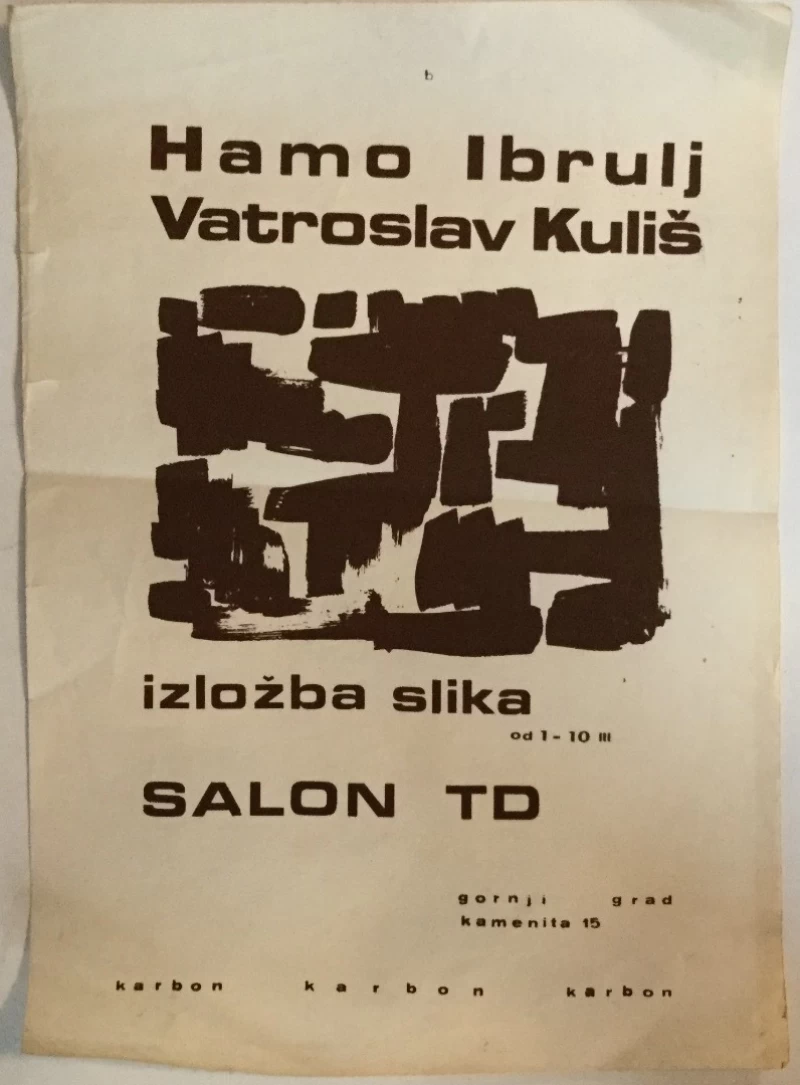 b
Hamo Ibrulj
Vatroslav Kuliš
izložba slika
od 1-10 III
SALON TD
gornji grad
kamenita 15
karbon karbon karbon